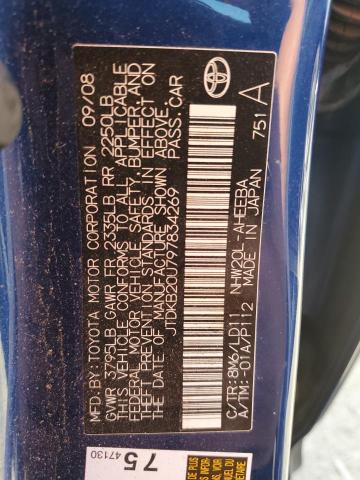 MFD. BY: TOYOTA MOTOR CORPORATION 09/08
GVWR 3795LB GAWR FR 2335LB RR 2250LB
THIS VEHICLE CONFORMS TO ALL APPLICABLE
FEDERAL MOTOR VEHICLE SAFETY, BUMPER, AND
THEFT PREVENTION STANDARDS IN EFFECT ON
THE DATE OF MANUFACTURE SHOWN ABOVE.
JTDKB20U797834269 PASS. CAR
C/TR:8M6/LD11 NHW20L-AHEEBA
A/TM:-01A/P112 MADE IN JAPAN
751 A
75
47130